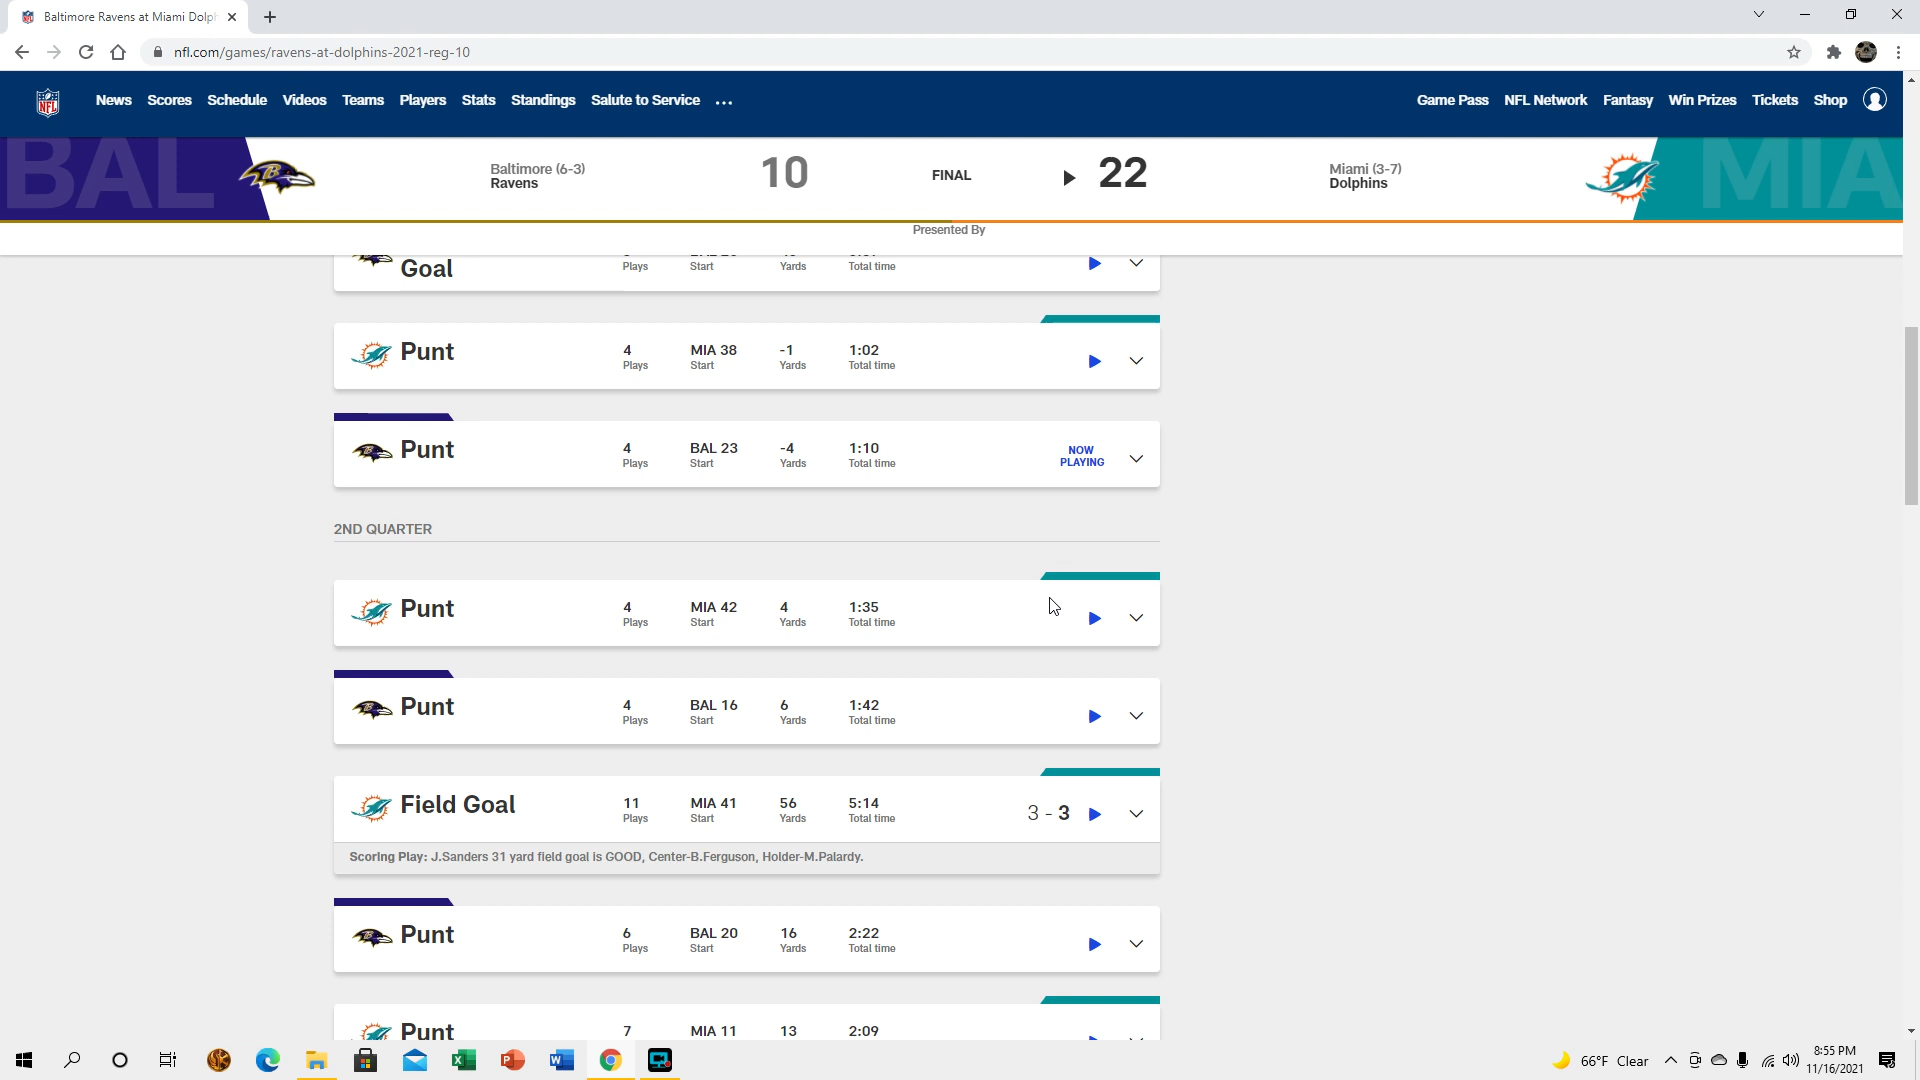 Baltimore Ravens at Miami Dolph
nfl.com/games/ravens-at-dolphins-2021-reg-10
NFL News Scores Schedule Videos Teams Players Stats Standings Salute to Service ... Game Pass NFL Network Fantasy Win Prizes Tickets Shop
BAL Baltimore (6-3) 10 FINAL 22 Miami (3-7) MIA
Ravens Dolphins
Presented By
Goal Plays Start Yards Total time
Punt 4 MIA 38 -1 1:02
Plays Start Yards Total time
Punt 4 BAL 23 -4 1:10 NOW
Plays Start Yards Total time PLAYING
2ND QUARTER
Punt 4 MIA 42 4 1:35
Plays Start Yards Total time
Punt 4 BAL 16 6 1:42
Plays Start Yards Total time
Field Goal 11 MIA 41 56 5:14 3 - 3
Plays Start Yards Total time
Scoring Play: J.Sanders 31 yard field goal is GOOD, Center-B.Ferguson, Holder-M.Palardy.
Punt 6 BAL 20 16 2:22
Plays Start Yards Total time
Punt 7 MIA 11 13 2:09
66°F Clear 8:55 PM
11/16/2021